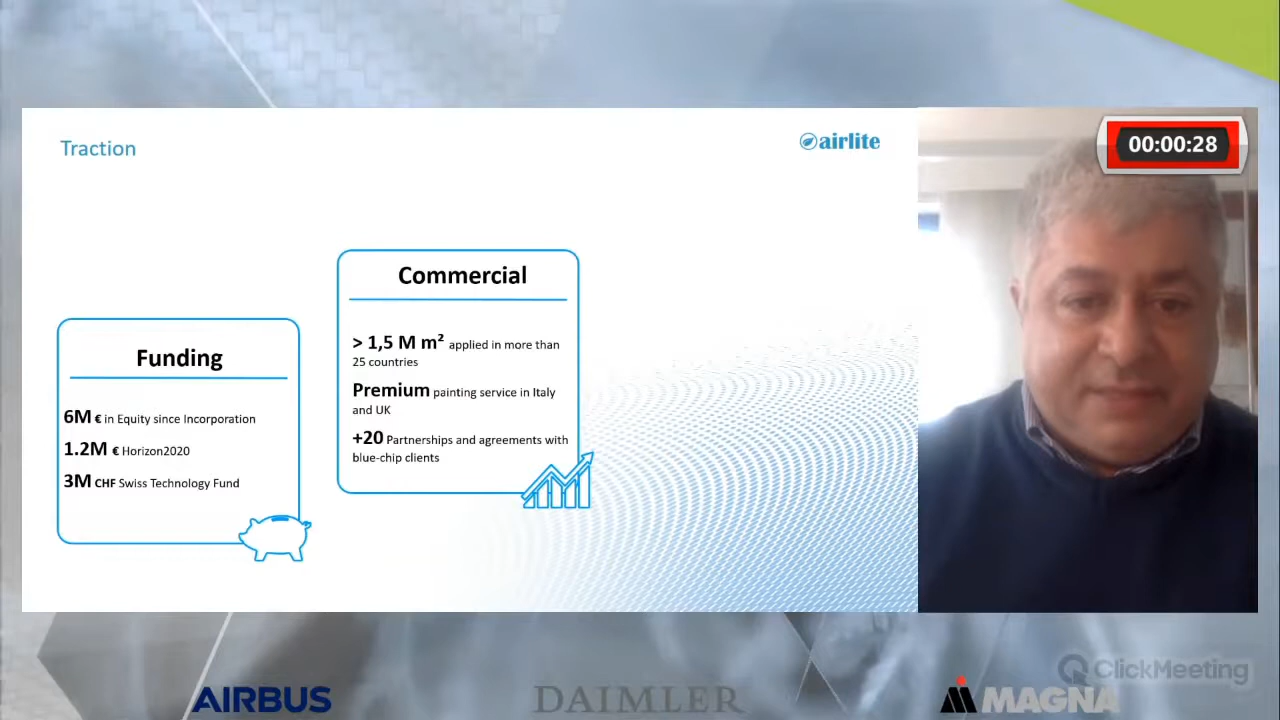 Traction
airlite
00:00:28
Commercial
> 1,5 M m² applied in more than
25 countries
Premium painting service in Italy
and UK
+20 Partnerships and agreements with
blue-chip clients
Funding
6M € in Equity since Incorporation
1.2M € Horizon2020
3M CHF Swiss Technology Fund
ClickMeeting
AIRBUS
DAIMLER
MAGNA